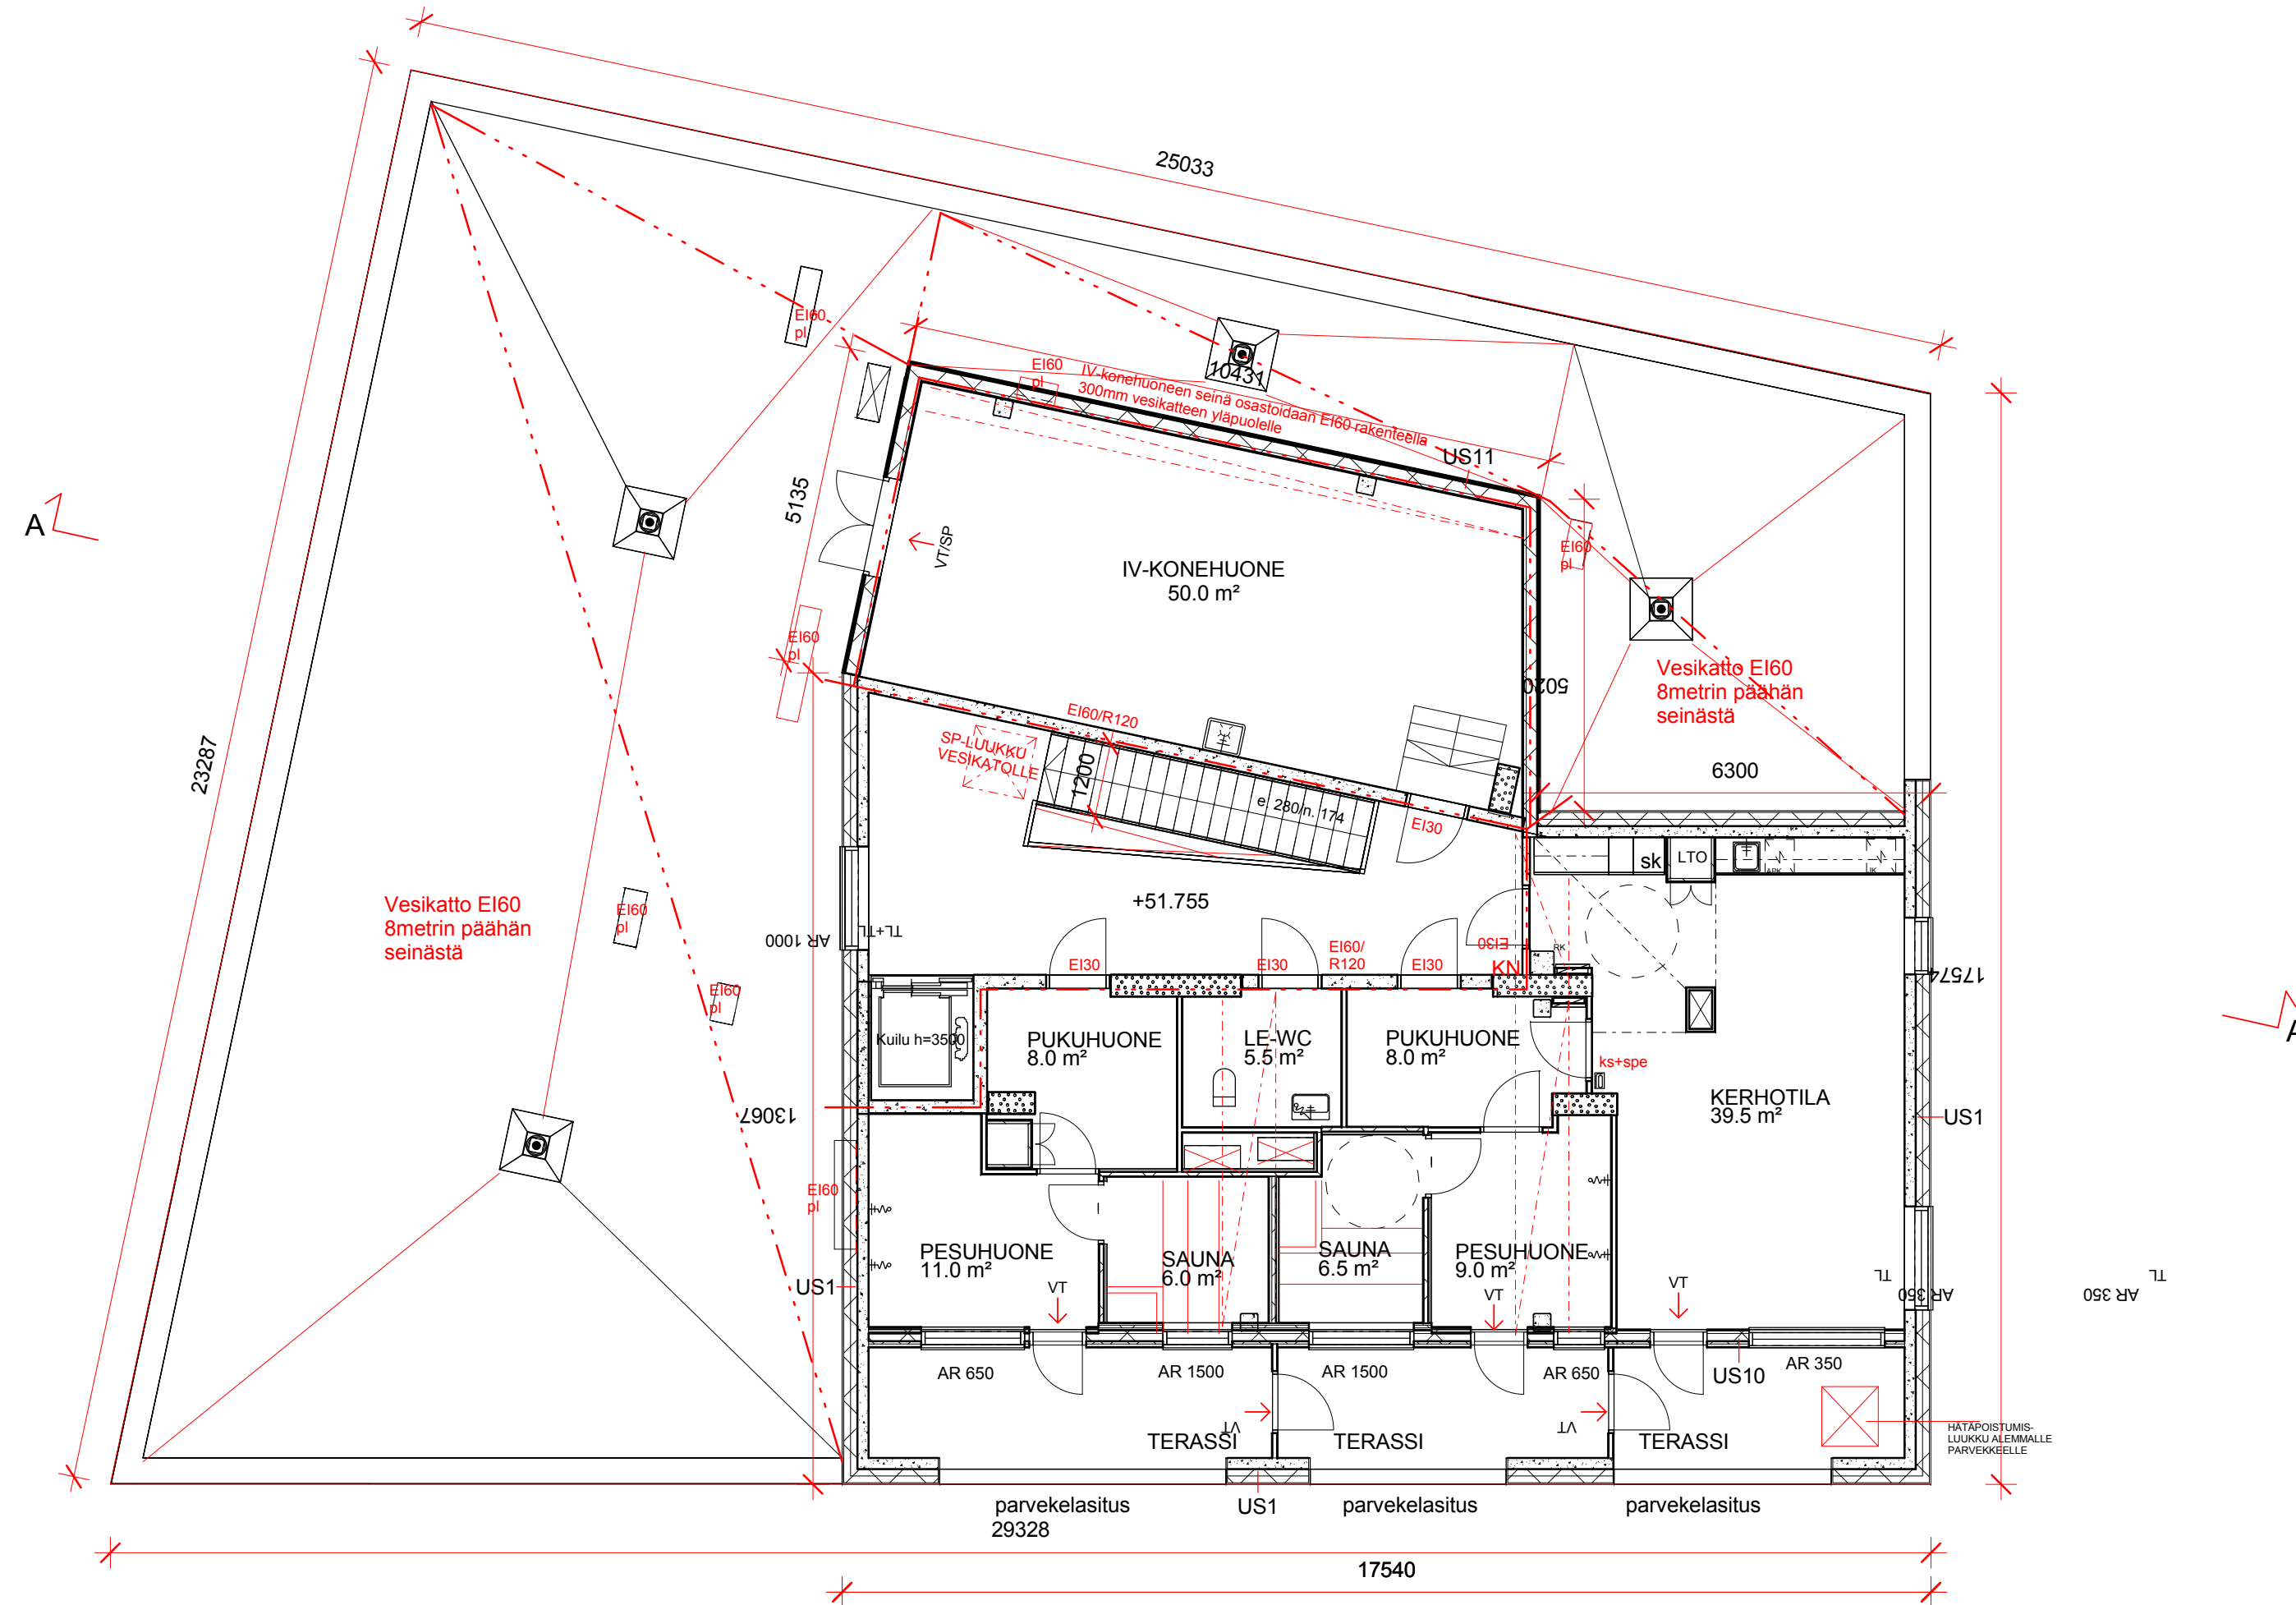 25033
EI60
pl
EI60
pl
10431
IV-konehuoneen seinä osastoidaan EI60 rakenteella
300mm vesikatteen yläpuolelle
US11
5135
A
VT/SP
IV-KONEHUONE
50.0 m²
EI60
pl
EI60
pl
Vesikatto EI60
8metrin päähän
seinästä
5020
EI60/R120
SP-LUUKKU
VESIKATOLLE
1200
e. 280/n. 174
6300
23287
EI30
sk
LTO
APK
JK
+51.755
Vesikatto EI60
8metrin päähän
seinästä
EI60
pl
AR 1000
TL+TL
EI30
EI30
EI60/
R120
EI30
EI30
KN
RK
17574
EI60
pl
A
Kuilu h=3500
PUKUHUONE
8.0 m²
LE-WC
5.5 m²
PUKUHUONE
8.0 m²
ks+spe
KERHOTILA
39.5 m²
13067
US1
EI60
pl
PESUHUONE
11.0 m²
SAUNA
6.0 m²
SAUNA
6.5 m²
PESUHUONE
9.0 m²
US1
VT
VT
VT
TL
AR 350
TL
AR 350
AR 650
AR 1500
AR 1500
AR 650
US10
AR 350
VT
VT
TERASSI
TERASSI
TERASSI
HÄTÄPOISTUMIS-
LUUKKU ALEMMALLE
PARVEKKEELLE
parvekelasitus
US1
parvekelasitus
parvekelasitus
29328
17540